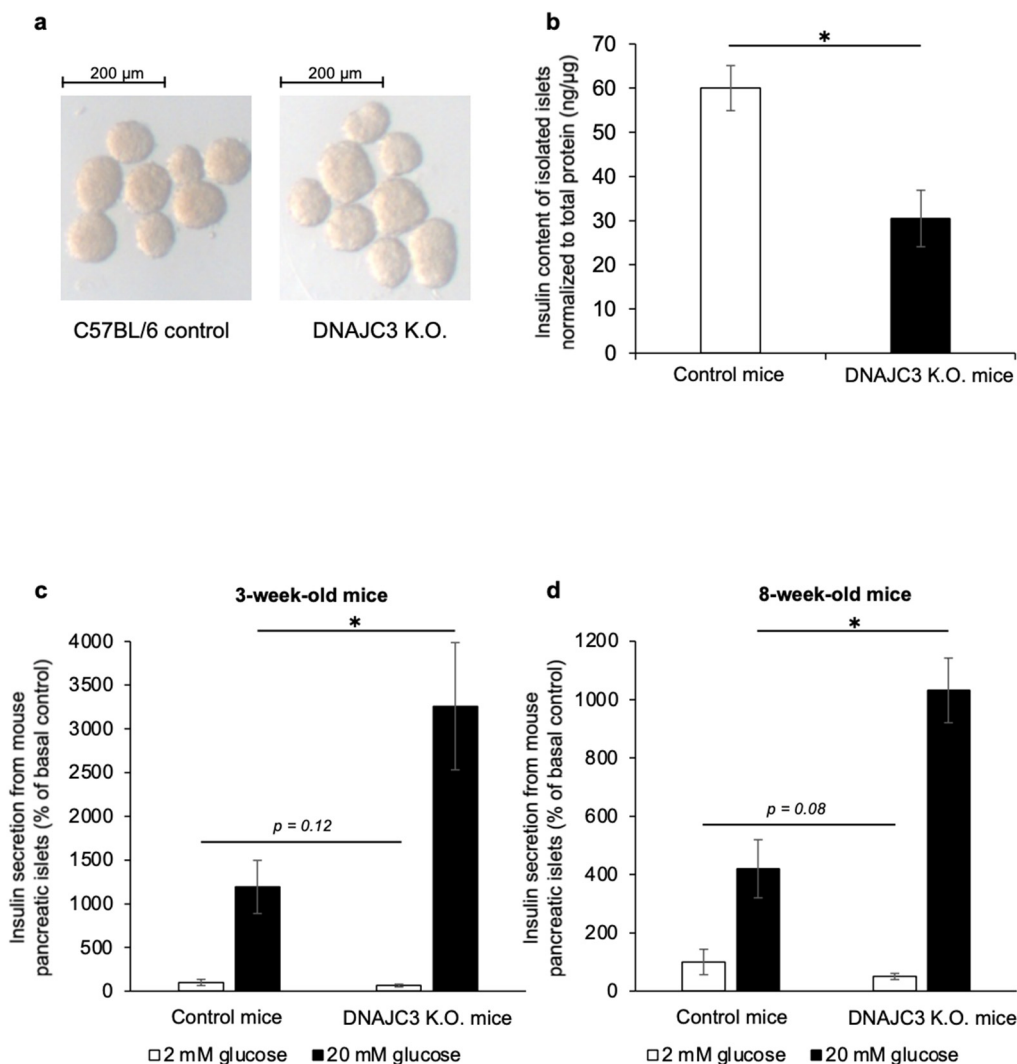 a
200 µm
200 µm
C57BL/6 control
DNAJC3 K.O.
b
Insulin content of isolated islets
normalized to total protein (ng/µg)
70
60
50
40
30
20
10
0
*
Control mice
DNAJC3 K.O. mice
c
3-week-old mice
Insulin secretion from mouse
pancreatic islets (% of basal control)
4000
3500
3000
2500
2000
1500
1000
500
0
*
p = 0.12
Control mice
DNAJC3 K.O. mice
2 mM glucose
20 mM glucose
d
8-week-old mice
Insulin secretion from mouse
pancreatic islets (% of basal control)
1200
1000
800
600
400
200
0
*
p = 0.08
Control mice
DNAJC3 K.O. mice
2 mM glucose
20 mM glucose